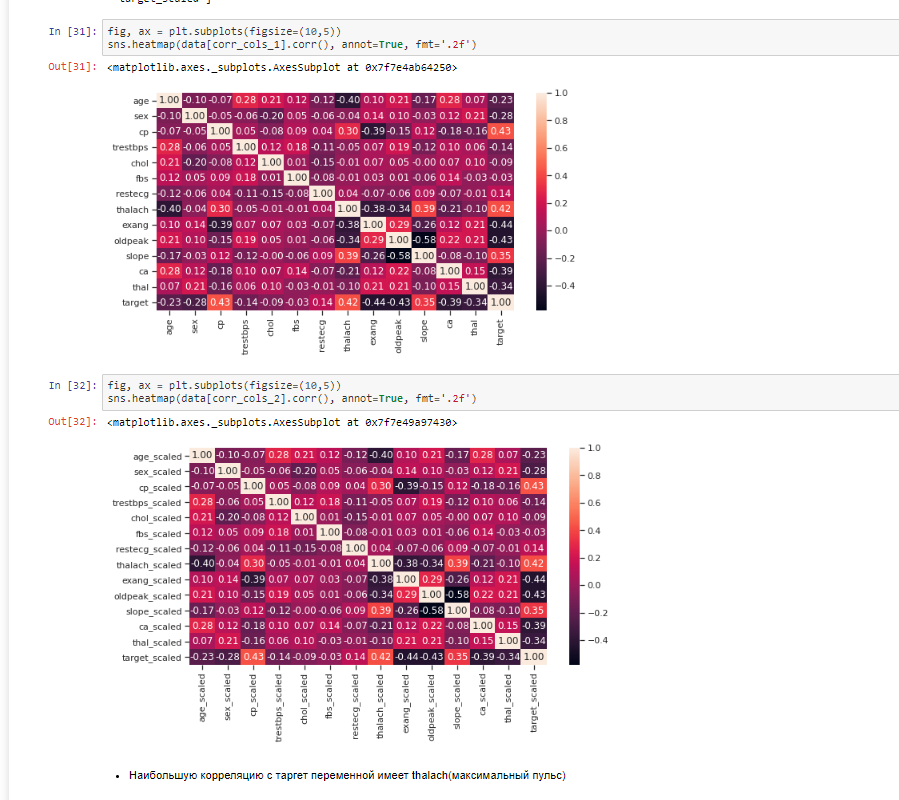 In [31]: fig, ax = plt.subplots(figsize=(10,5))
sns.heatmap(data[corr_cols_1].corr(), annot=True, fmt='.2f')
Out[31]: <matplotlib.axes._subplots.AxesSubplot at 0x7f7e4ab64250>
age 1.00 -0.10 -0.07 0.28 0.21 0.12 -0.12 -0.40 0.10 0.21 -0.17 0.28 0.07 -0.23
sex -0.10 1.00 -0.05 -0.06 -0.20 0.05 -0.06 -0.04 0.14 0.10 -0.03 0.12 0.21 -0.28
cp -0.07 -0.05 1.00 0.05 -0.08 0.09 0.04 0.30 -0.39 -0.15 0.12 -0.18 -0.16 0.43
trestbps 0.28 -0.06 0.05 1.00 0.12 0.18 -0.11 -0.05 0.07 0.19 -0.12 0.10 0.06 -0.14
chol 0.21 -0.20 -0.08 0.12 1.00 0.01 -0.15 -0.01 0.07 0.05 -0.00 0.07 0.10 -0.09
fbs 0.12 0.05 0.09 0.18 0.01 1.00 -0.08 -0.01 0.03 0.01 -0.06 0.14 -0.03 -0.03
restecg -0.12 -0.06 0.04 -0.11 -0.15 -0.08 1.00 0.04 -0.07 -0.06 0.09 -0.07 -0.01 0.14
thalach -0.40 -0.04 0.30 -0.05 -0.01 -0.01 0.04 1.00 -0.38 -0.34 0.39 -0.21 -0.10 0.42
exang 0.10 0.14 -0.39 0.07 0.07 0.03 -0.07 -0.38 1.00 0.29 -0.26 0.12 0.21 -0.44
oldpeak 0.21 0.10 -0.15 0.19 0.05 0.01 -0.06 -0.34 0.29 1.00 -0.58 0.22 0.21 -0.43
slope -0.17 -0.03 0.12 -0.12 -0.00 -0.06 0.09 0.39 -0.26 -0.58 1.00 -0.08 -0.10 0.35
ca 0.28 0.12 -0.18 0.10 0.07 0.14 -0.07 -0.21 0.12 0.22 -0.08 1.00 0.15 -0.39
thal 0.07 0.21 -0.16 0.06 0.10 -0.03 -0.01 -0.10 0.21 0.21 -0.10 0.15 1.00 -0.34
target -0.23 -0.28 0.43 -0.14 -0.09 -0.03 0.14 0.42 -0.44 -0.43 0.35 -0.39 -0.34 1.00
age sex cp trestbps chol fbs restecg thalach exang oldpeak slope ca thal target
1.0
0.8
0.6
0.4
0.2
0.0
−0.2
−0.4
In [32]: fig, ax = plt.subplots(figsize=(10,5))
sns.heatmap(data[corr_cols_2].corr(), annot=True, fmt='.2f')
Out[32]: <matplotlib.axes._subplots.AxesSubplot at 0x7f7e49a97430>
age_scaled 1.00 -0.10 -0.07 0.28 0.21 0.12 -0.12 -0.40 0.10 0.21 -0.17 0.28 0.07 -0.23
sex_scaled -0.10 1.00 -0.05 -0.06 -0.20 0.05 -0.06 -0.04 0.14 0.10 -0.03 0.12 0.21 -0.28
cp_scaled -0.07 -0.05 1.00 0.05 -0.08 0.09 0.04 0.30 -0.39 -0.15 0.12 -0.18 -0.16 0.43
trestbps_scaled 0.28 -0.06 0.05 1.00 0.12 0.18 -0.11 -0.05 0.07 0.19 -0.12 0.10 0.06 -0.14
chol_scaled 0.21 -0.20 -0.08 0.12 1.00 0.01 -0.15 -0.01 0.07 0.05 -0.00 0.07 0.10 -0.09
fbs_scaled 0.12 0.05 0.09 0.18 0.01 1.00 -0.08 -0.01 0.03 0.01 -0.06 0.14 -0.03 -0.03
restecg_scaled -0.12 -0.06 0.04 -0.11 -0.15 -0.08 1.00 0.04 -0.07 -0.06 0.09 -0.07 -0.01 0.14
thalach_scaled -0.40 -0.04 0.30 -0.05 -0.01 -0.01 0.04 1.00 -0.38 -0.34 0.39 -0.21 -0.10 0.42
exang_scaled 0.10 0.14 -0.39 0.07 0.07 0.03 -0.07 -0.38 1.00 0.29 -0.26 0.12 0.21 -0.44
oldpeak_scaled 0.21 0.10 -0.15 0.19 0.05 0.01 -0.06 -0.34 0.29 1.00 -0.58 0.22 0.21 -0.43
slope_scaled -0.17 -0.03 0.12 -0.12 -0.00 -0.06 0.09 0.39 -0.26 -0.58 1.00 -0.08 -0.10 0.35
ca_scaled 0.28 0.12 -0.18 0.10 0.07 0.14 -0.07 -0.21 0.12 0.22 -0.08 1.00 0.15 -0.39
thal_scaled 0.07 0.21 -0.16 0.06 0.10 -0.03 -0.01 -0.10 0.21 0.21 -0.10 0.15 1.00 -0.34
target_scaled -0.23 -0.28 0.43 -0.14 -0.09 -0.03 0.14 0.42 -0.44 -0.43 0.35 -0.39 -0.34 1.00
age_scaled sex_scaled cp_scaled trestbps_scaled chol_scaled fbs_scaled restecg_scaled thalach_scaled exang_scaled oldpeak_scaled slope_scaled ca_scaled thal_scaled target_scaled
1.0
0.8
0.6
0.4
0.2
0.0
−0.2
−0.4
• Наибольшую корреляцию с таргет переменной имеет thalach(максимальный пульс)